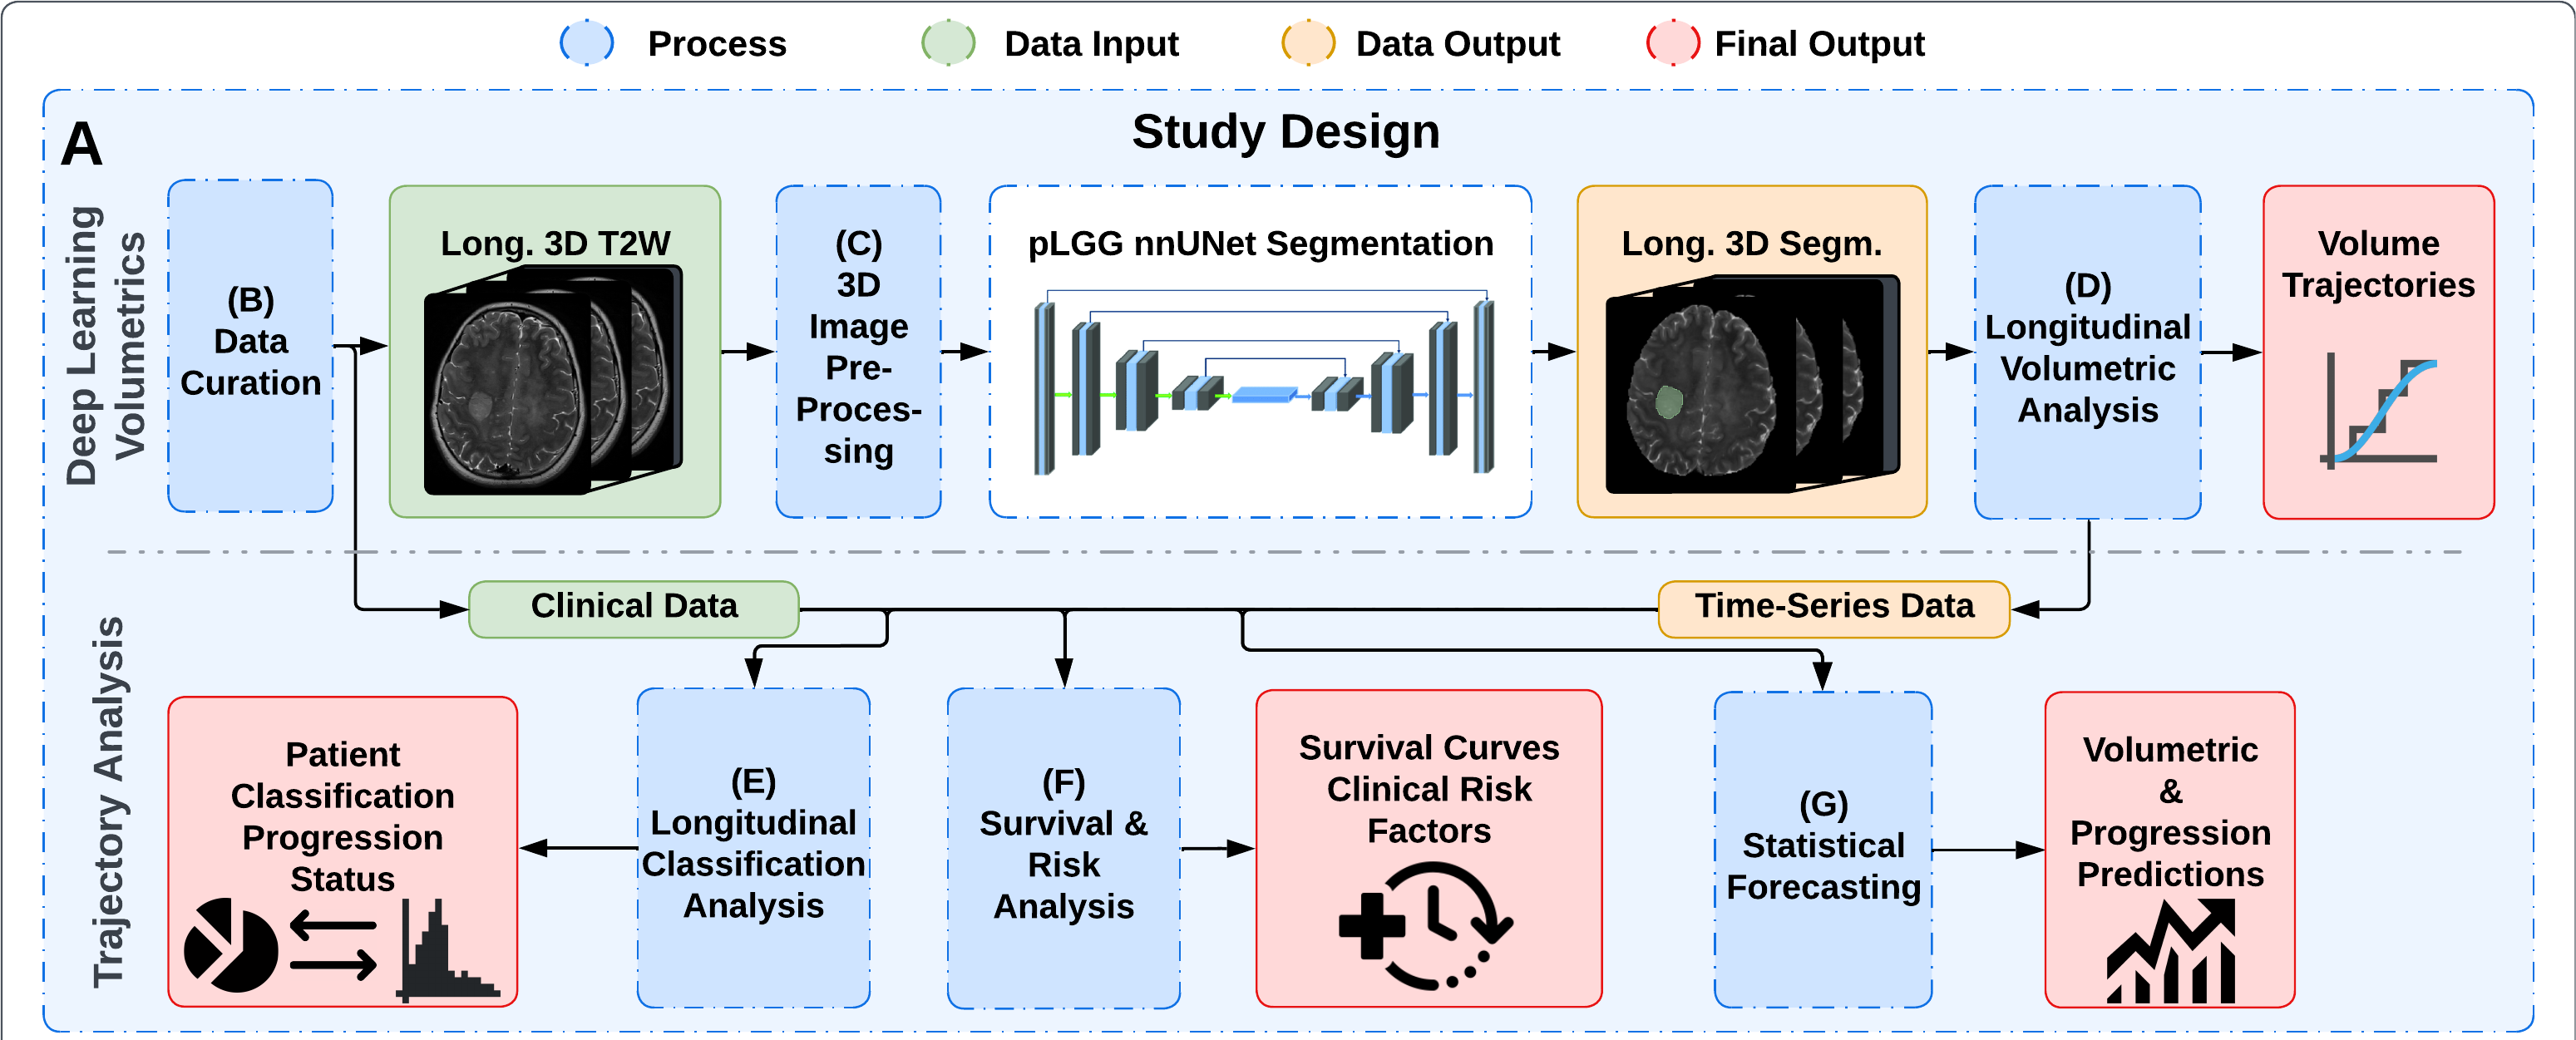 Process
Data Input
Data Output
Final Output
A
Study Design
Deep Learning
Volumetrics
(B)
Data
Curation
Long. 3D T2W
(C)
3D
Image
Pre-
Proces-
sing
pLGG nnUNet Segmentation
Long. 3D Segm.
(D)
Longitudinal
Volumetric
Analysis
Volume
Trajectories
Clinical Data
Time-Series Data
Trajectory Analysis
Patient
Classification
Progression
Status
(E)
Longitudinal
Classification
Analysis
(F)
Survival &
Risk
Analysis
Survival Curves
Clinical Risk
Factors
(G)
Statistical
Forecasting
Volumetric
&
Progression
Predictions